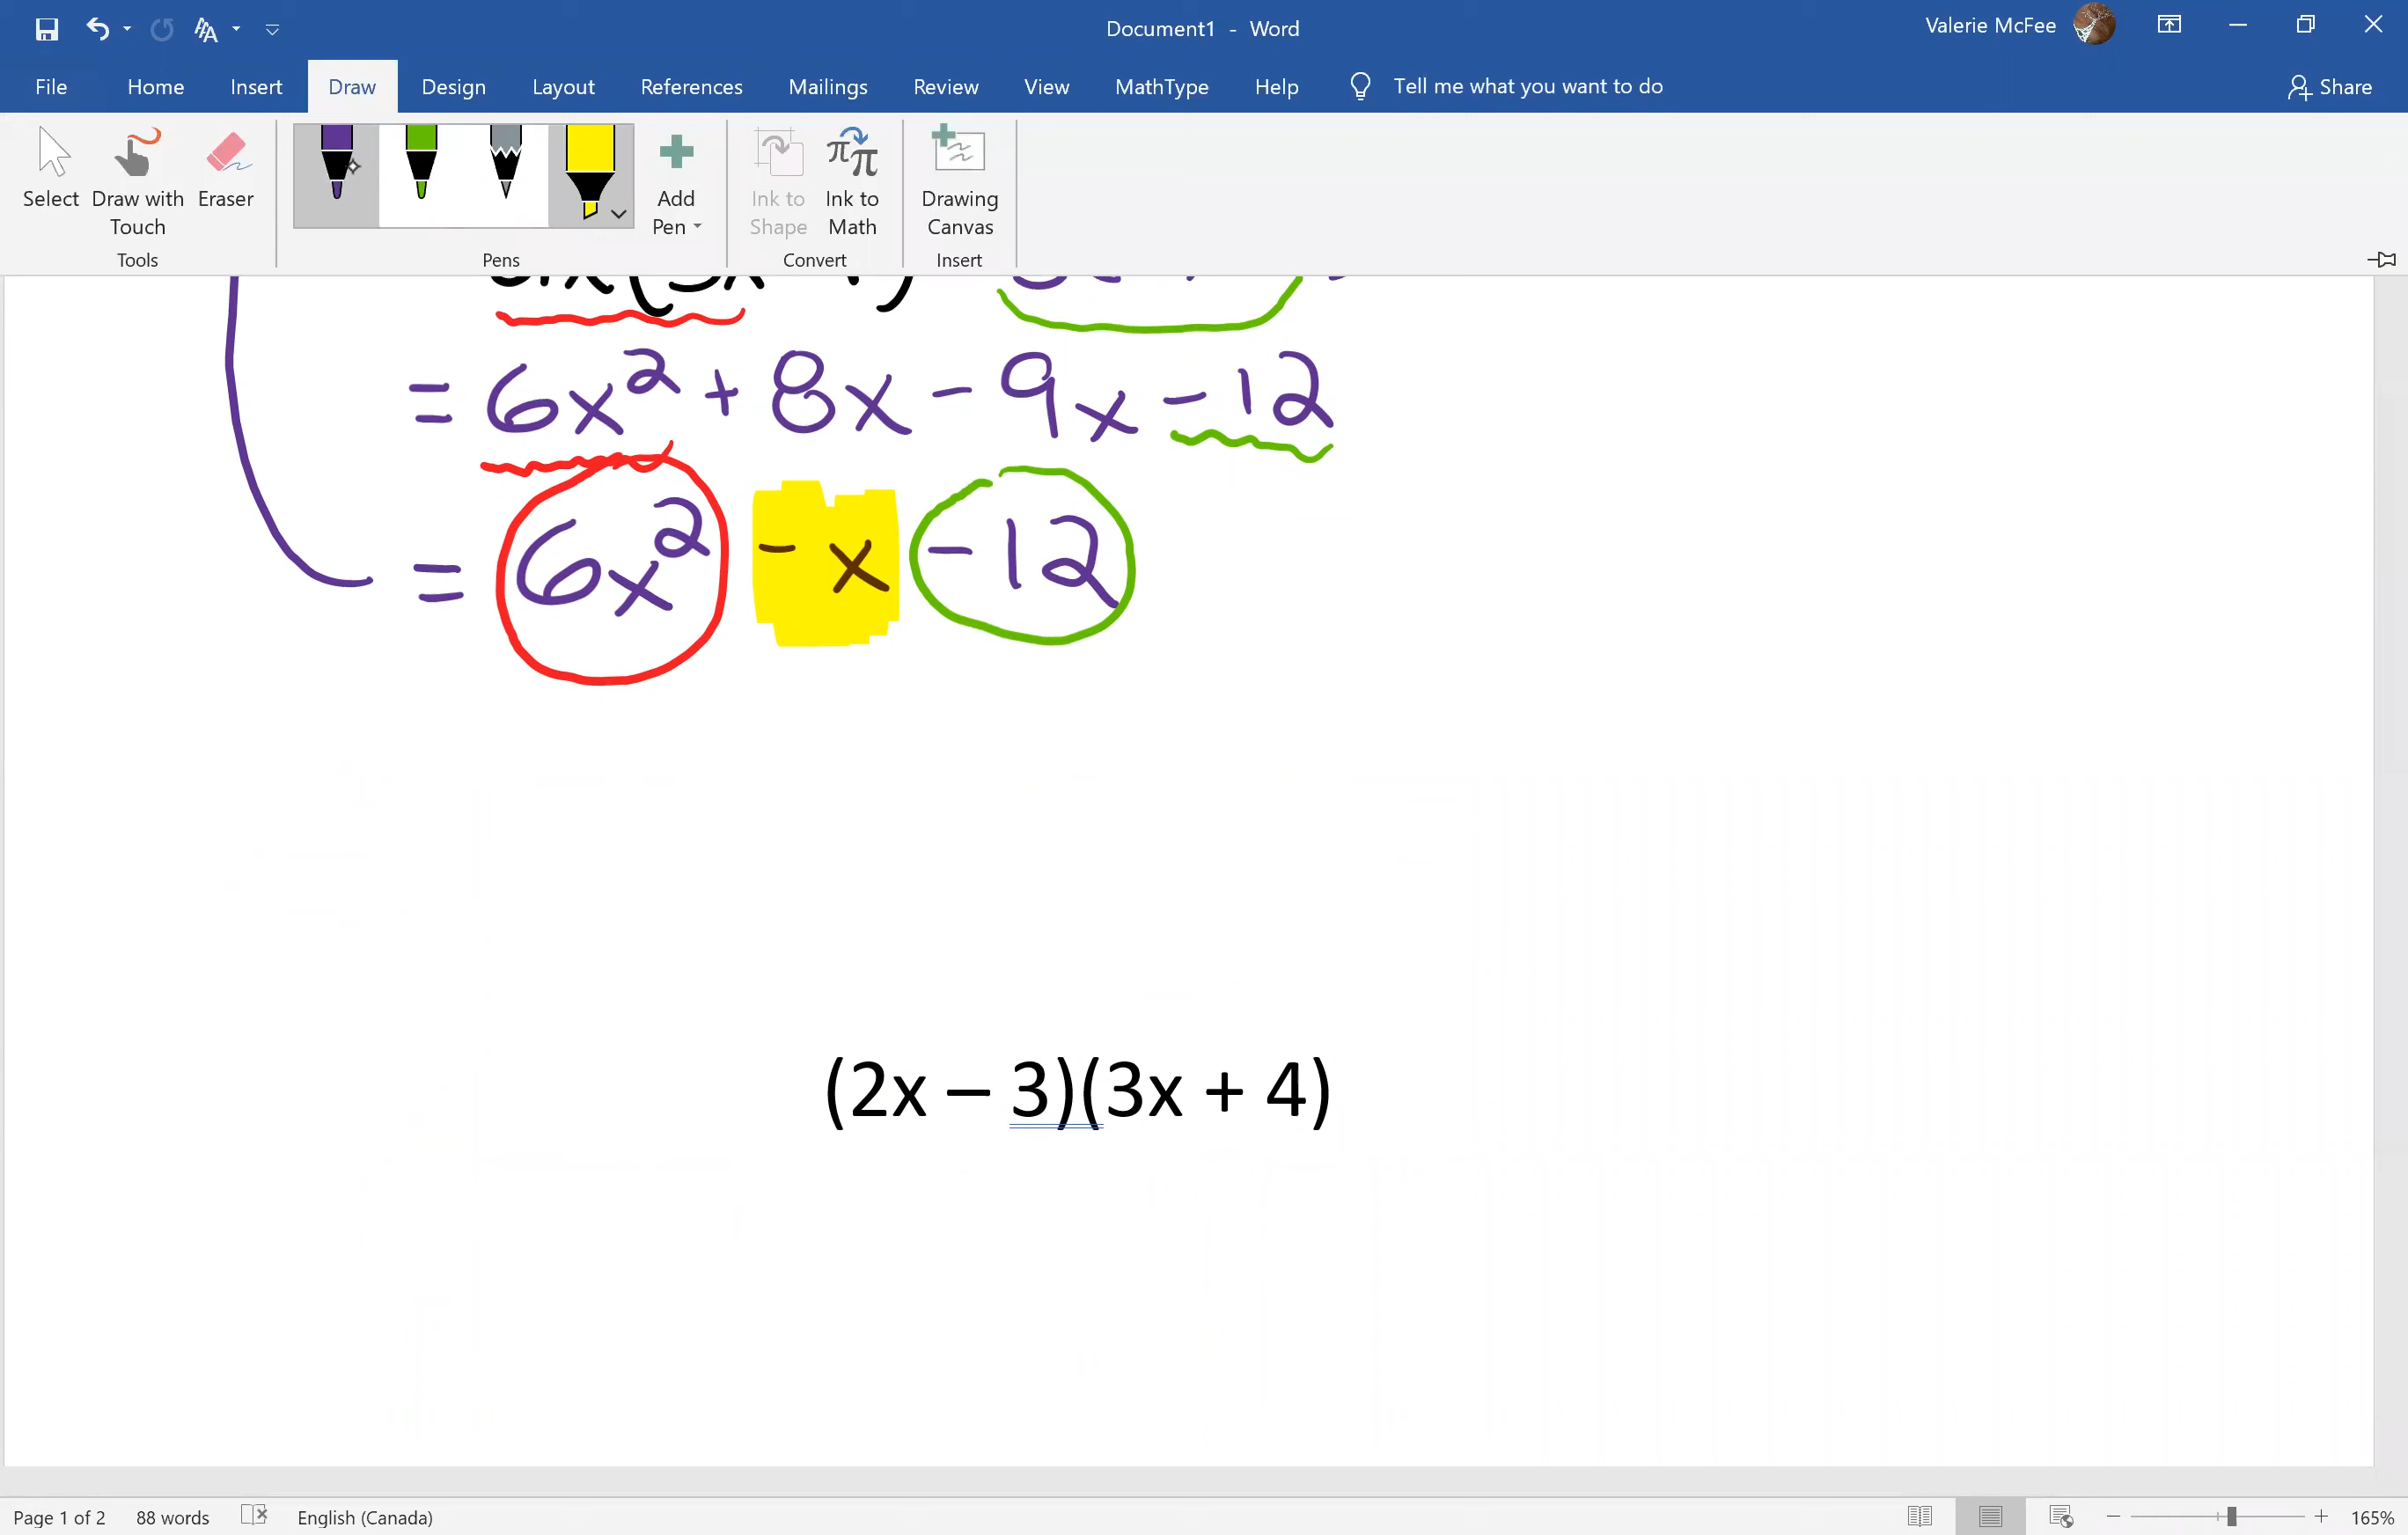 Document1 - Word
Valerie McFee
File Home Insert Draw Design Layout References Mailings Review View MathType Help Tell me what you want to do Share
Select Draw with Touch Eraser Add Pen Ink to Shape Ink to Math Drawing Canvas
Tools Pens Convert Insert
= 6x² + 8x - 9x - 12
= 6x² - x - 12
(2x – 3)(3x + 4)
Page 1 of 2 88 words English (Canada) 165%